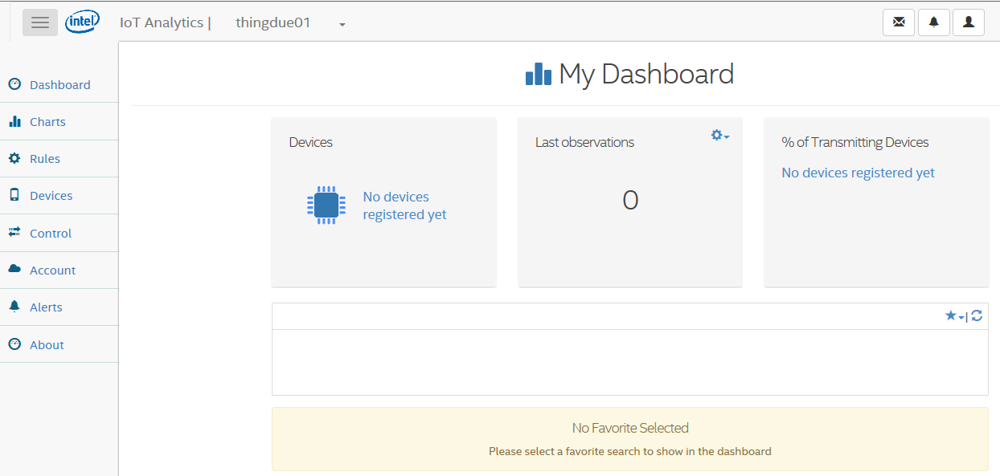 intel IoT Analytics | thingdue01
My Dashboard
Dashboard
Charts
Rules
Devices
Control
Account
Alerts
About
Devices
No devices
registered yet
Last observations
0
% of Transmitting Devices
No devices registered yet
|
No Favorite Selected
Please select a favorite search to show in the dashboard